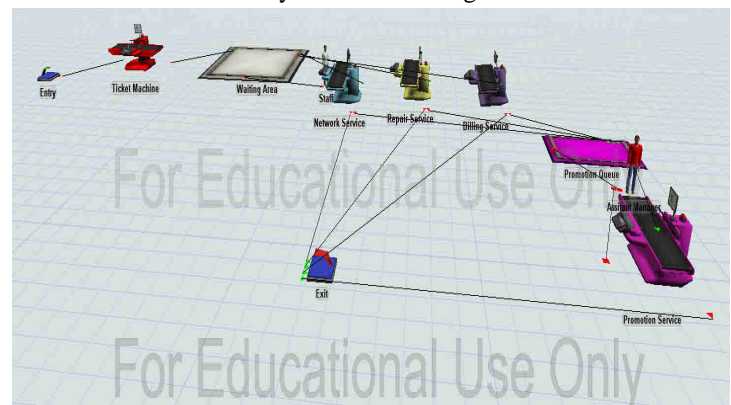 Entry
Ticket Machine
Waiting Area
Staff
Network Service
Repair Service
Billing Service
For Educational Use Only
Promotion Queue
Assitent Manager
Exit
Promotion Service
For Educational Use Only